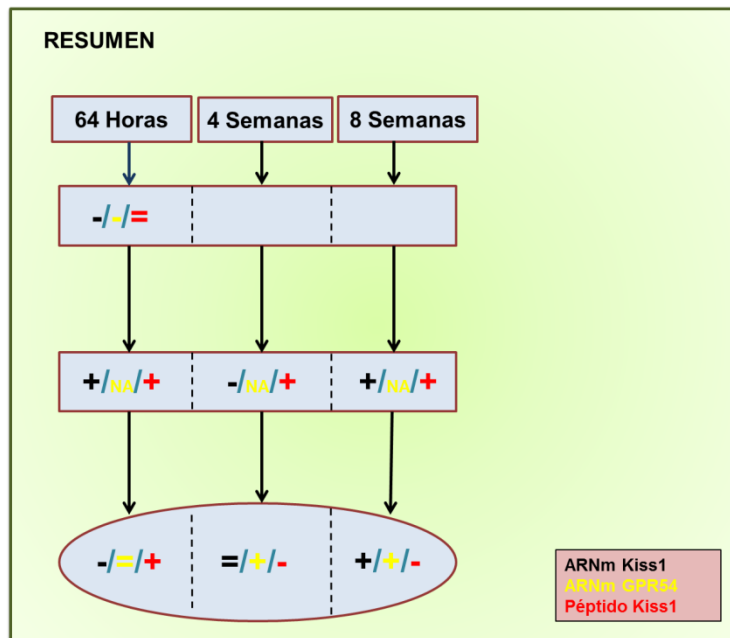 RESUMEN
64 Horas
4 Semanas
8 Semanas
-/-/=
+/NA/+
-/NA/+
+/NA/+
-/=/+
=/+/-
+/+/-
ARNm Kiss1
ARNm GPR54
Péptido Kiss1